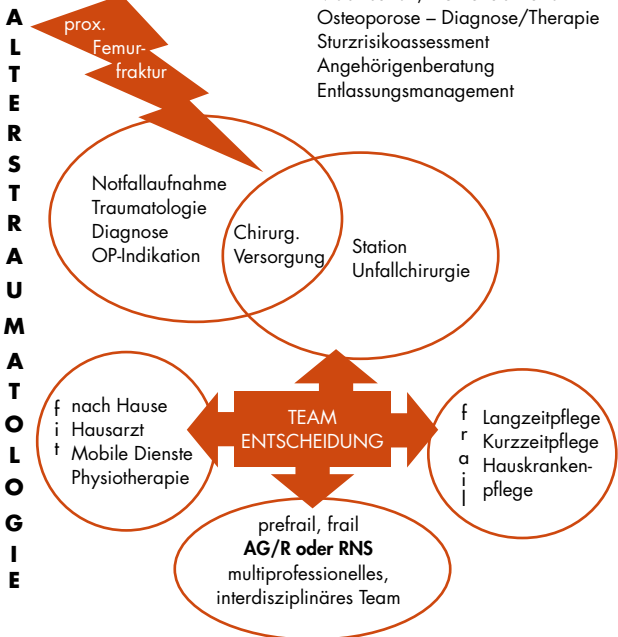 ALTERSTRAUMATOLOGIE
prox.
Femur-
fraktur
Osteoporose – Diagnose/Therapie
Sturzrisikoassessment
Angehörigenberatung
Entlassungsmanagement
Notfallaufnahme
Traumatologie
Diagnose
OP-Indikation
Chirurg.
Versorgung
Station
Unfallchirurgie
fit
nach Hause
Hausarzt
Mobile Dienste
Physiotherapie
TEAM
ENTSCHEIDUNG
frail
Langzeitpflege
Kurzzeitpflege
Hauskranken-
pflege
prefrail, frail
AG/R oder RNS
multiprofessionelles,
interdisziplinäres Team